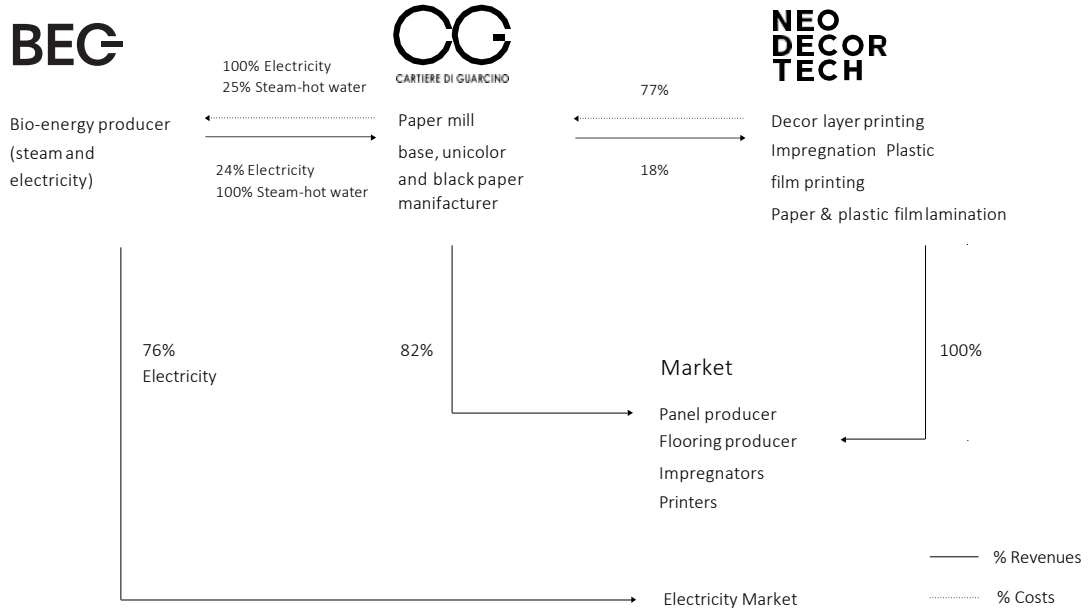 BEG
CG
CARTIERE DI GUARCINO
NEO
DECOR
TECH
100% Electricity
25% Steam-hot water
77%
Bio-energy producer
(steam and
electricity)
24% Electricity
100% Steam-hot water
Paper mill
base, unicolor
and black paper
manifacturer
18%
Decor layer printing
Impregnation Plastic
film printing
Paper & plastic film lamination
76%
Electricity
82%
100%
Market
Panel producer
Flooring producer
Impregnators
Printers
% Revenues
% Costs
Electricity Market